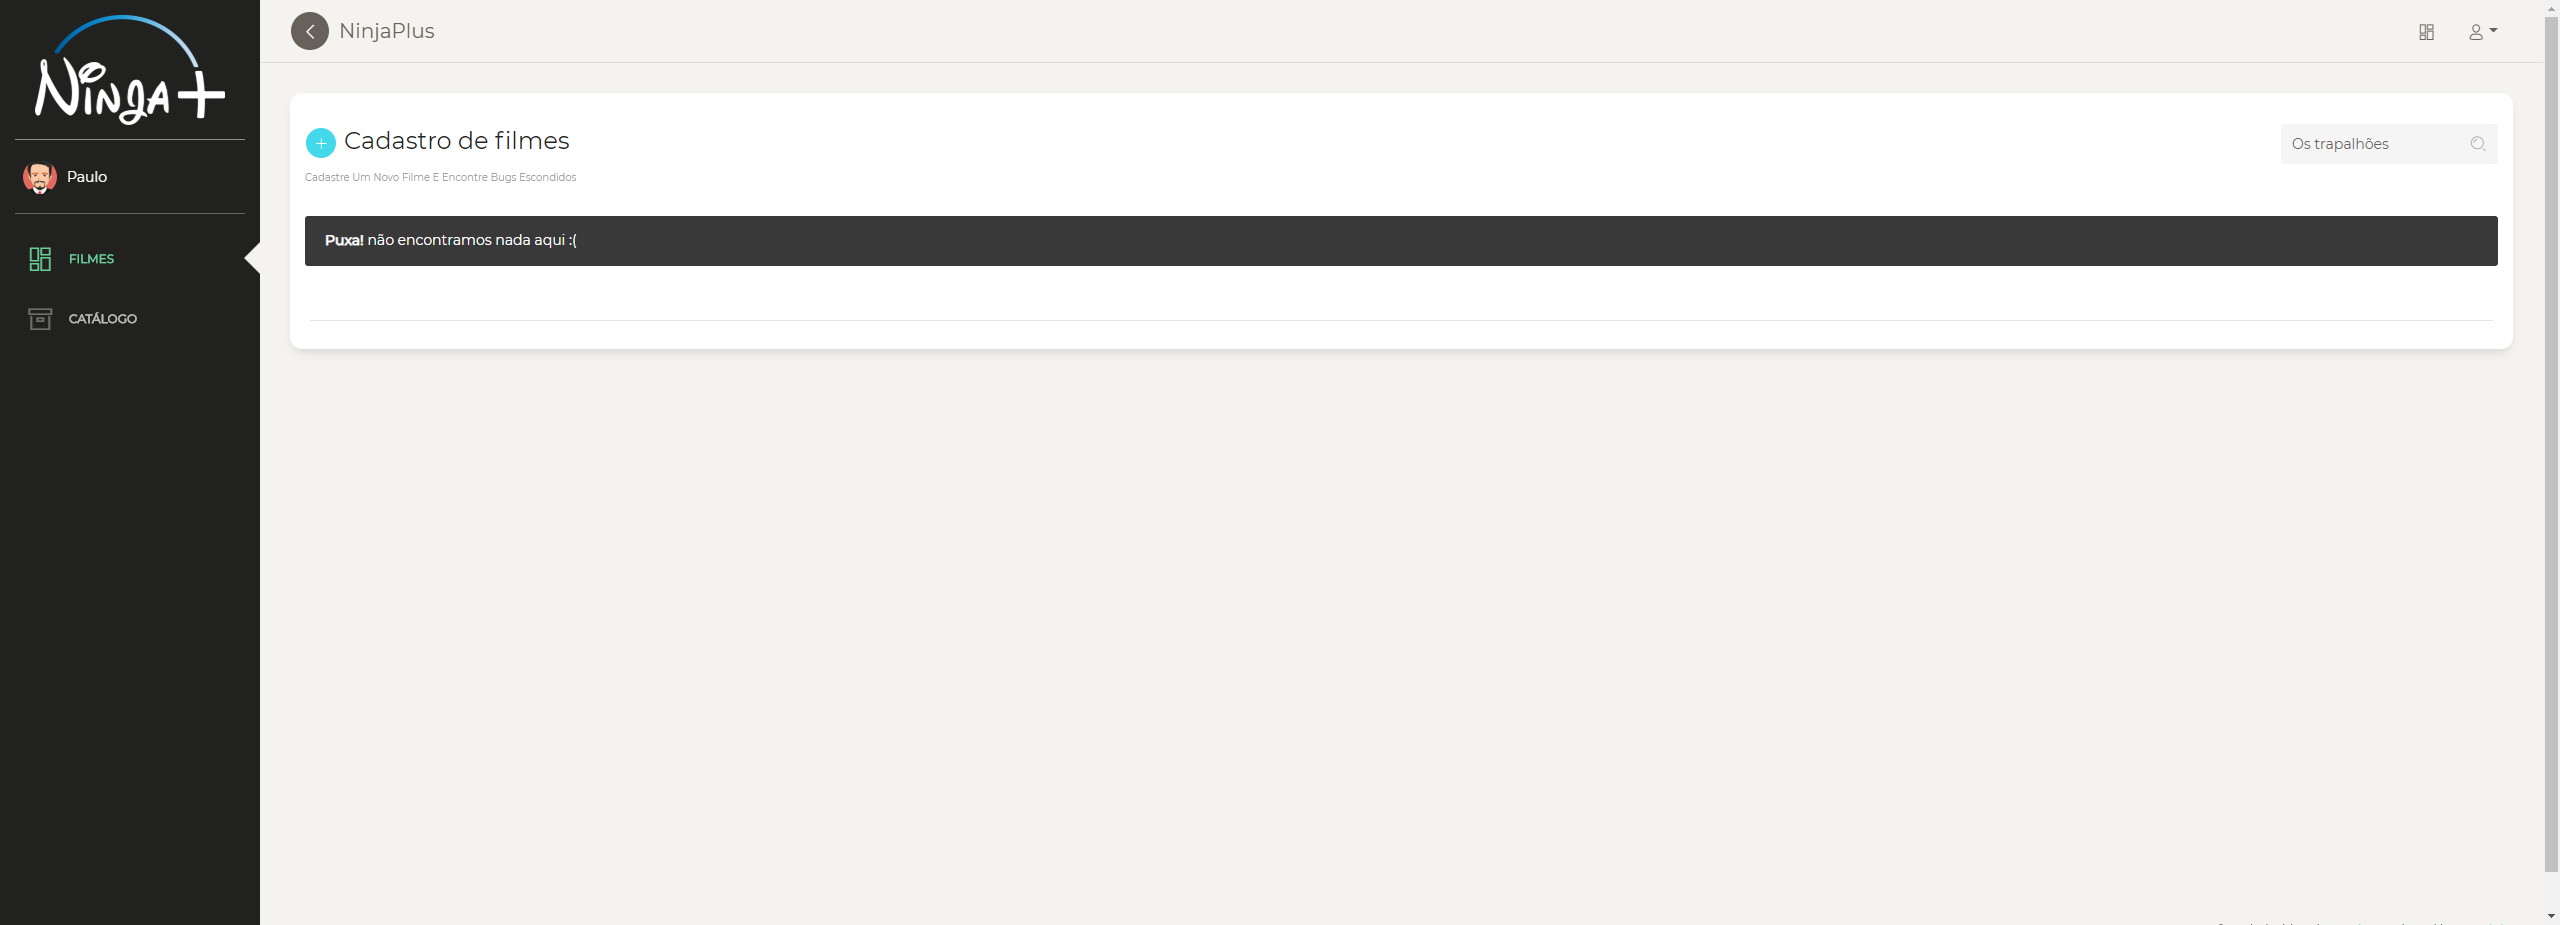 NINJA+
NinjaPlus
Paulo
FILMES
CATÁLOGO
Cadastro de filmes
Os trapalhões
Cadastre Um Novo Filme E Encontre Bugs Escondidos
Puxa! não encontramos nada aqui :(